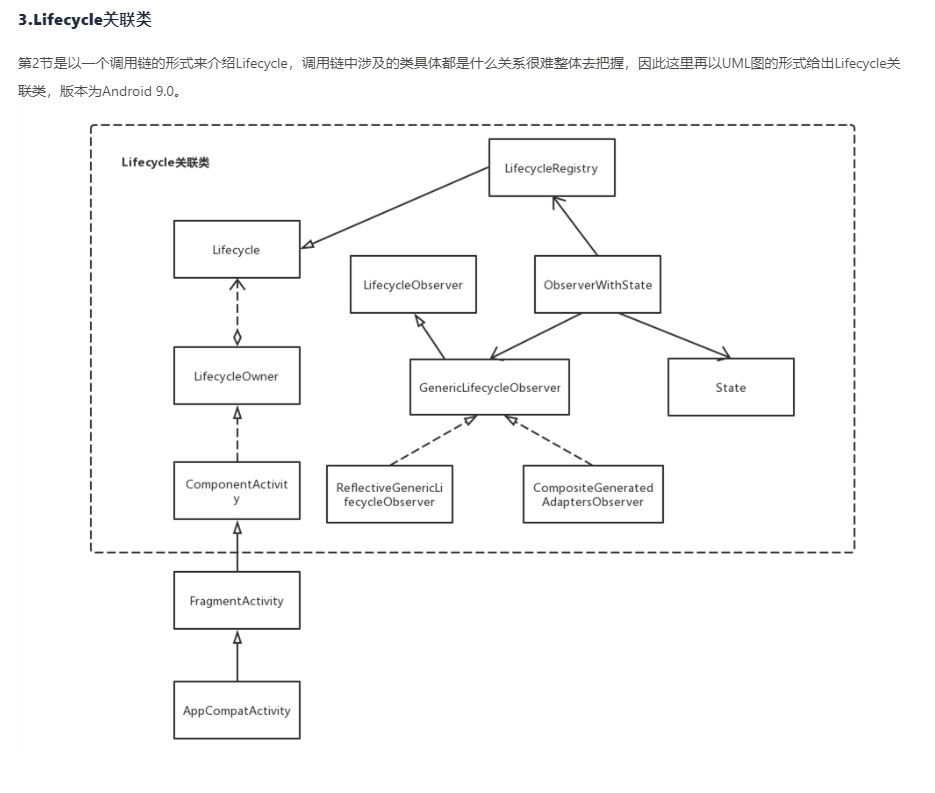 3.Lifecycle关联类
第2节是以一个调用链的形式来介绍Lifecycle，调用链中涉及的类具体都是什么关系很难整体去把握，因此这里再以UML图的形式给出Lifecycle关
联类，版本为Android 9.0。
Lifecycle关联类
LifecycleRegistry
Lifecycle
LifecycleObserver
ObserverWithState
LifecycleOwner
GenericLifecycleObserver
State
ComponentActivit
y
ReflectiveGenericLi
fecycleObserver
CompositeGenerated
AdaptersObserver
FragmentActivity
AppCompatActivity